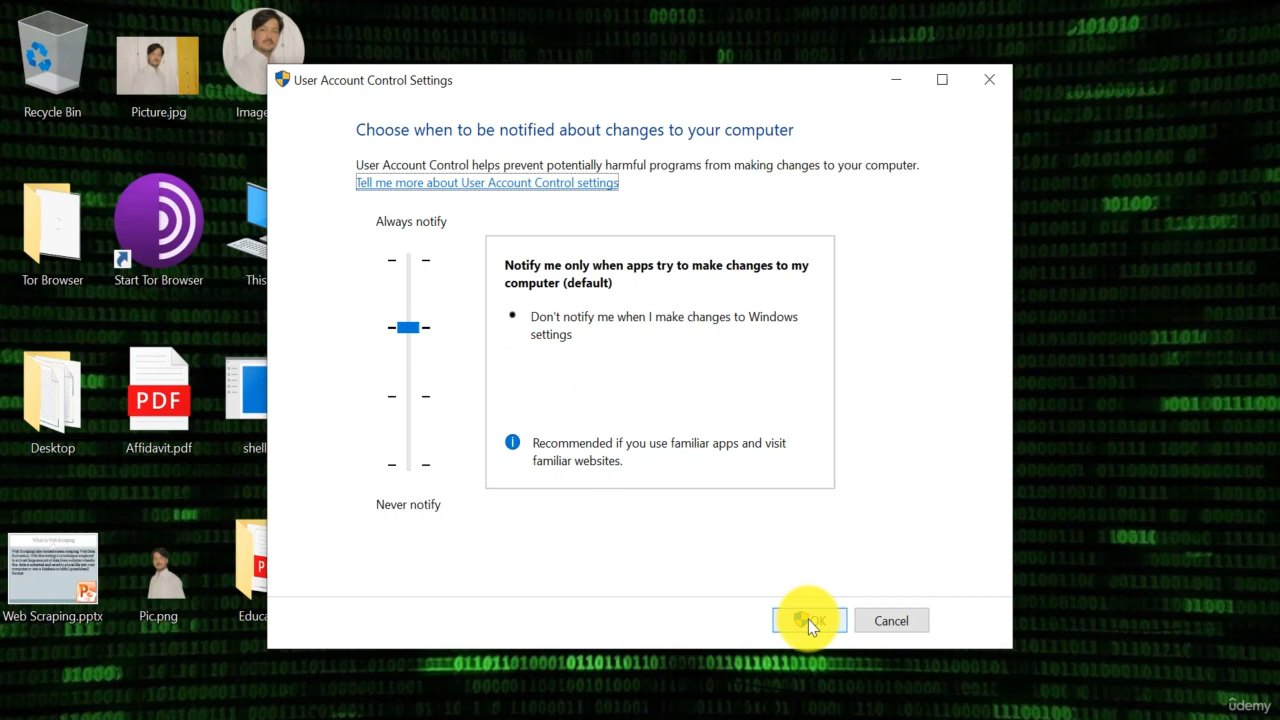 Recycle Bin
Picture.jpg
Image
User Account Control Settings
Choose when to be notified about changes to your computer
User Account Control helps prevent potentially harmful programs from making changes to your computer.
Tell me more about User Account Control settings
Always notify
Notify me only when apps try to make changes to my
computer (default)
Don't notify me when I make changes to Windows
settings
Recommended if you use familiar apps and visit
familiar websites.
Never notify
OK
Cancel
Tor Browser
Start Tor Browser
This
Desktop
PDF
Affidavit.pdf
shell
Web Scraping.pptx
Pic.png
Educa
udemy